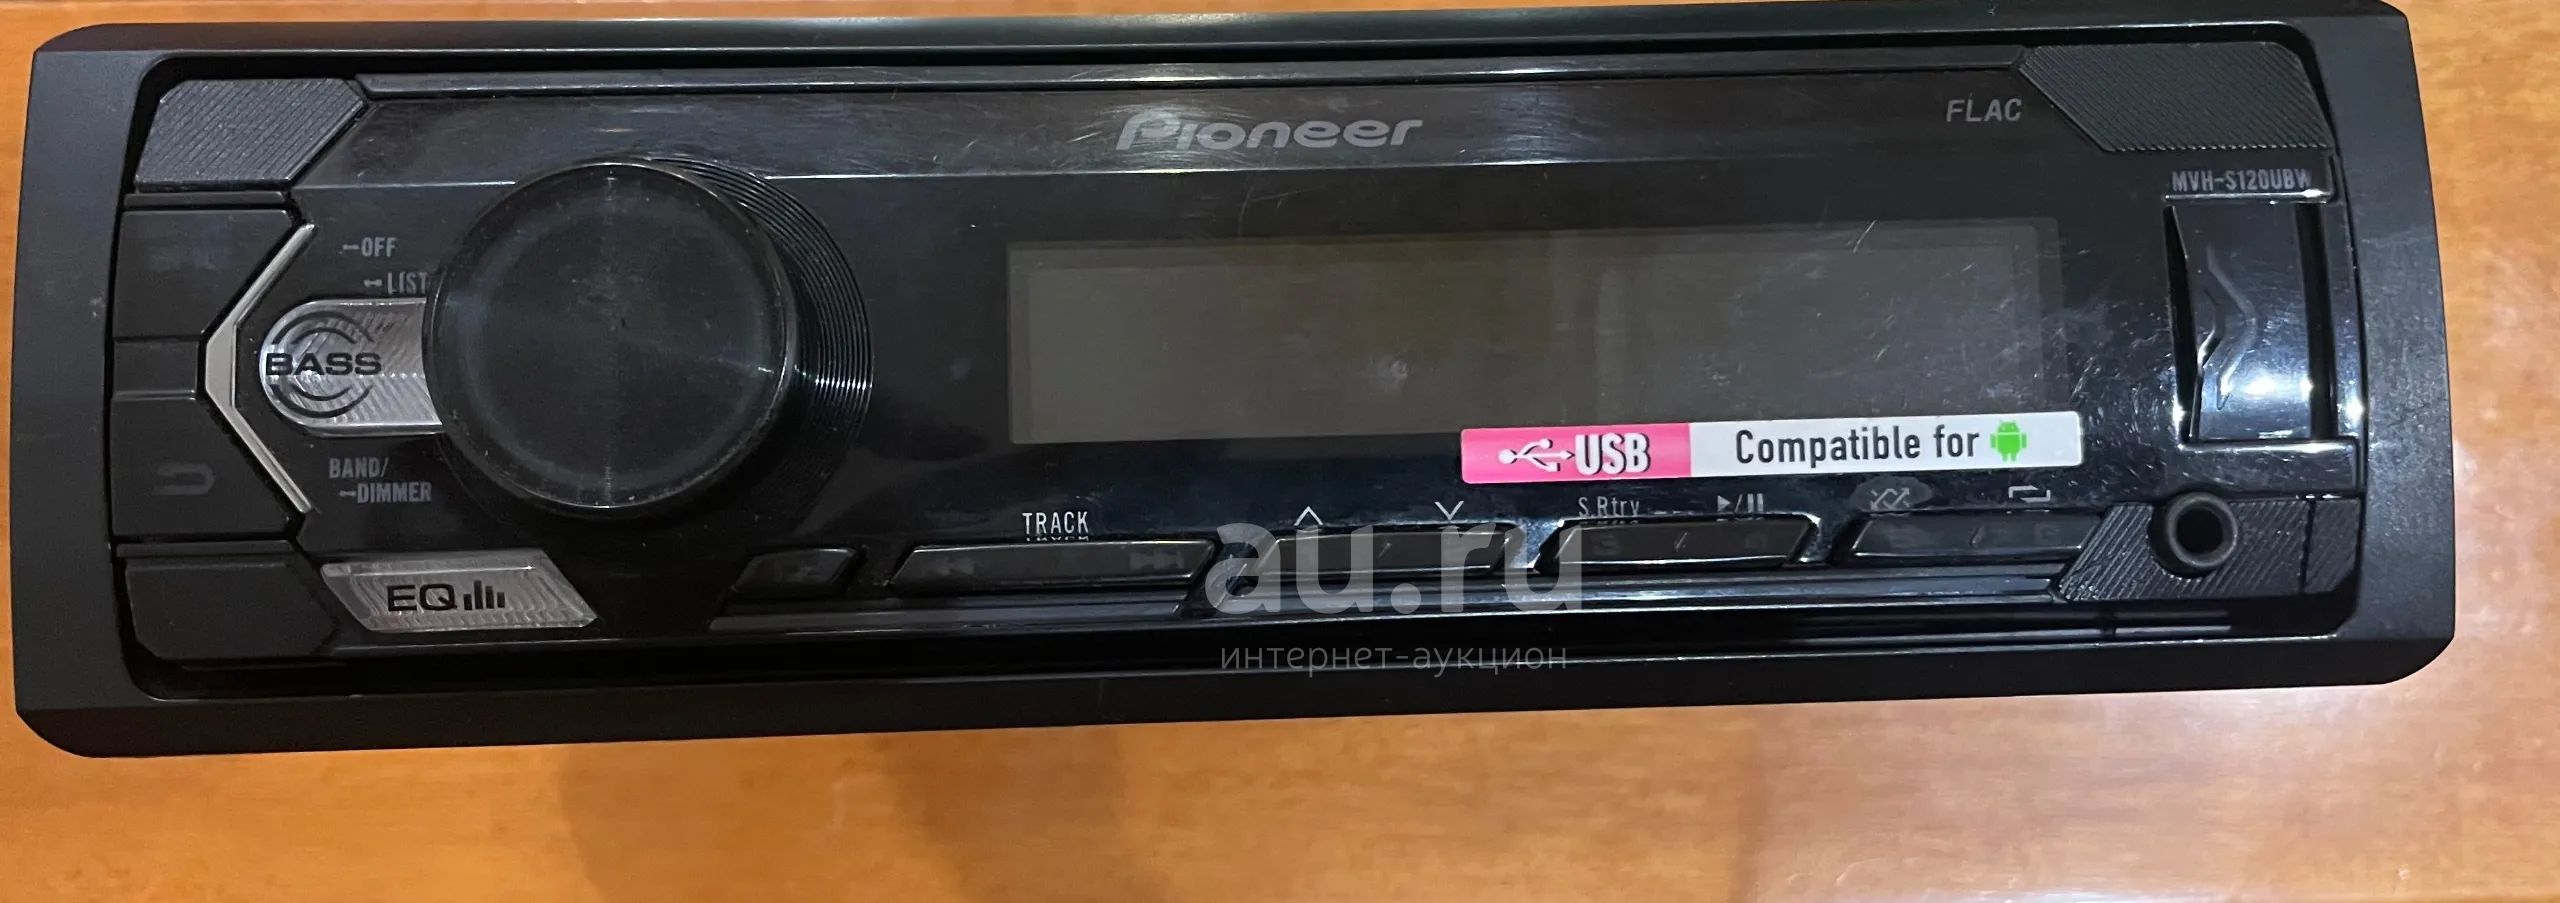 Pioneer
FLAC
MVH-S120UBW
OFF
LIST
BASS
BAND/
DIMMER
USB Compatible for
TRACK
S.Rtrv
EQ
au.ru
интернет-аукцион